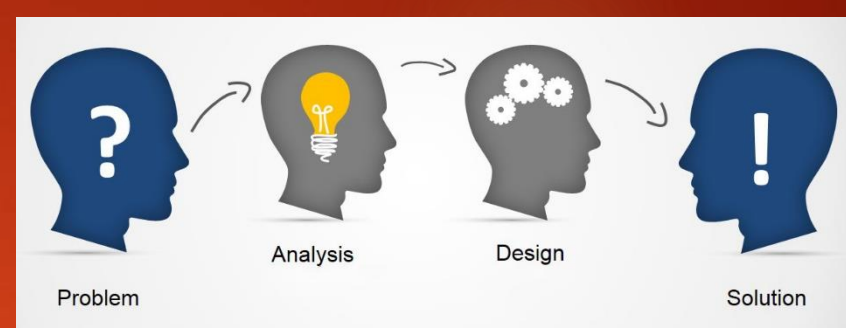 ?
!
Analysis
Design
Problem
Solution